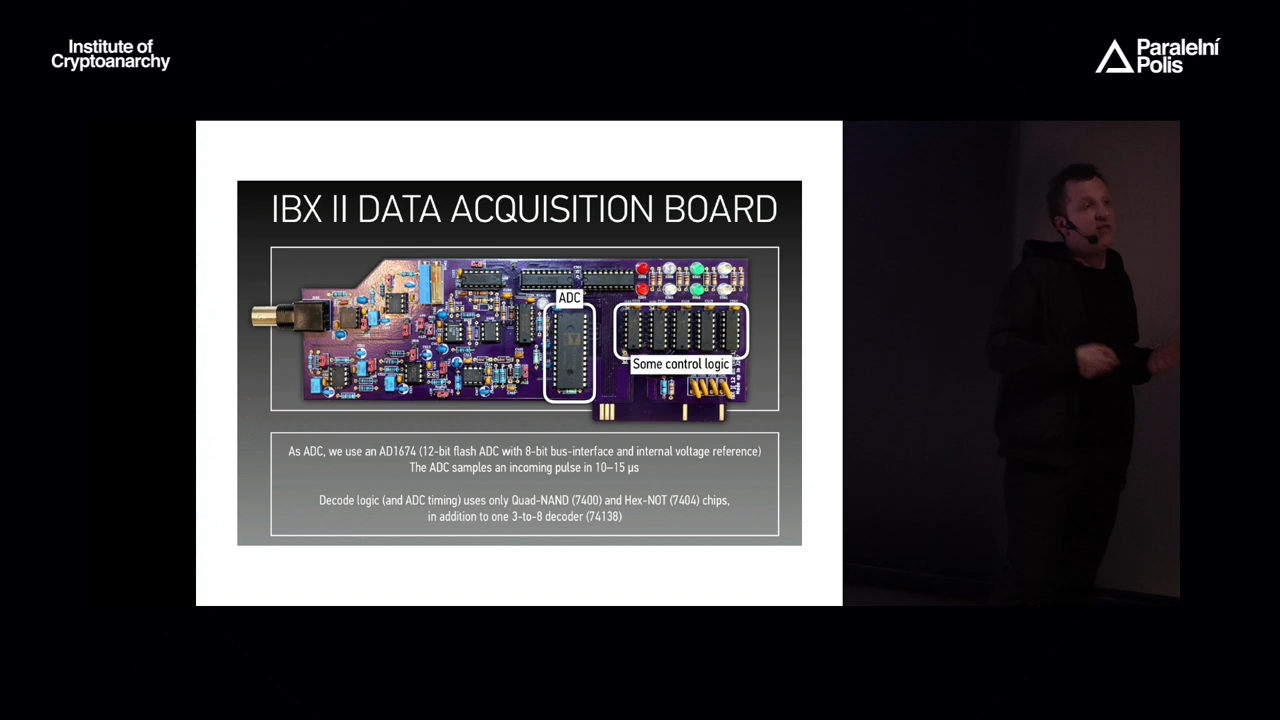 Institute of
Cryptoanarchy
Paralelní
Polis
IBX II DATA ACQUISITION BOARD
ADC
Some control logic
As ADC, we use an AD1674 (12-bit flash ADC with 8-bit bus-interface and internal voltage reference)
The ADC samples an incoming pulse in 10–15 µs
Decode logic (and ADC timing) uses only Quad-NAND (7400) and Hex-NOT (7404) chips,
in addition to one 3-to-8 decoder (74138)